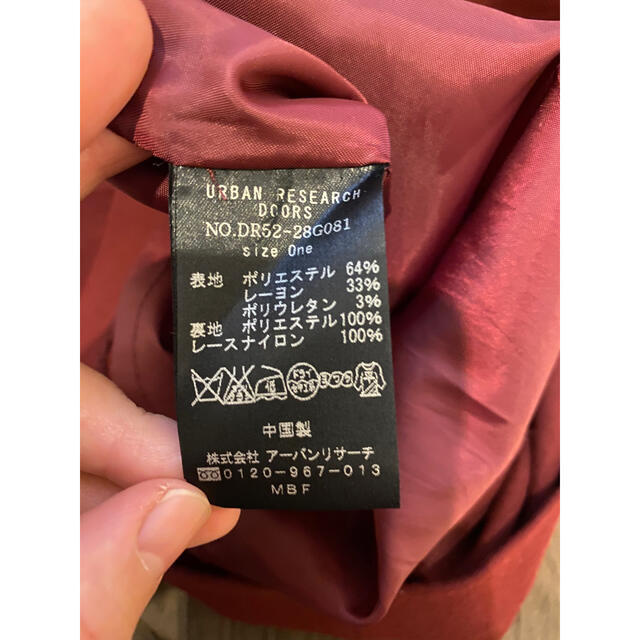 URBAN RESEARCH
DOORS
NO.DR52-28G081
size One
表地 ポリエステル 64%
レーヨン 33%
ポリウレタン 3%
裏地 ポリエステル100%
レースナイロン 100%
中国製
株式会社 アーバンリサーチ
0120-967-013
MBF